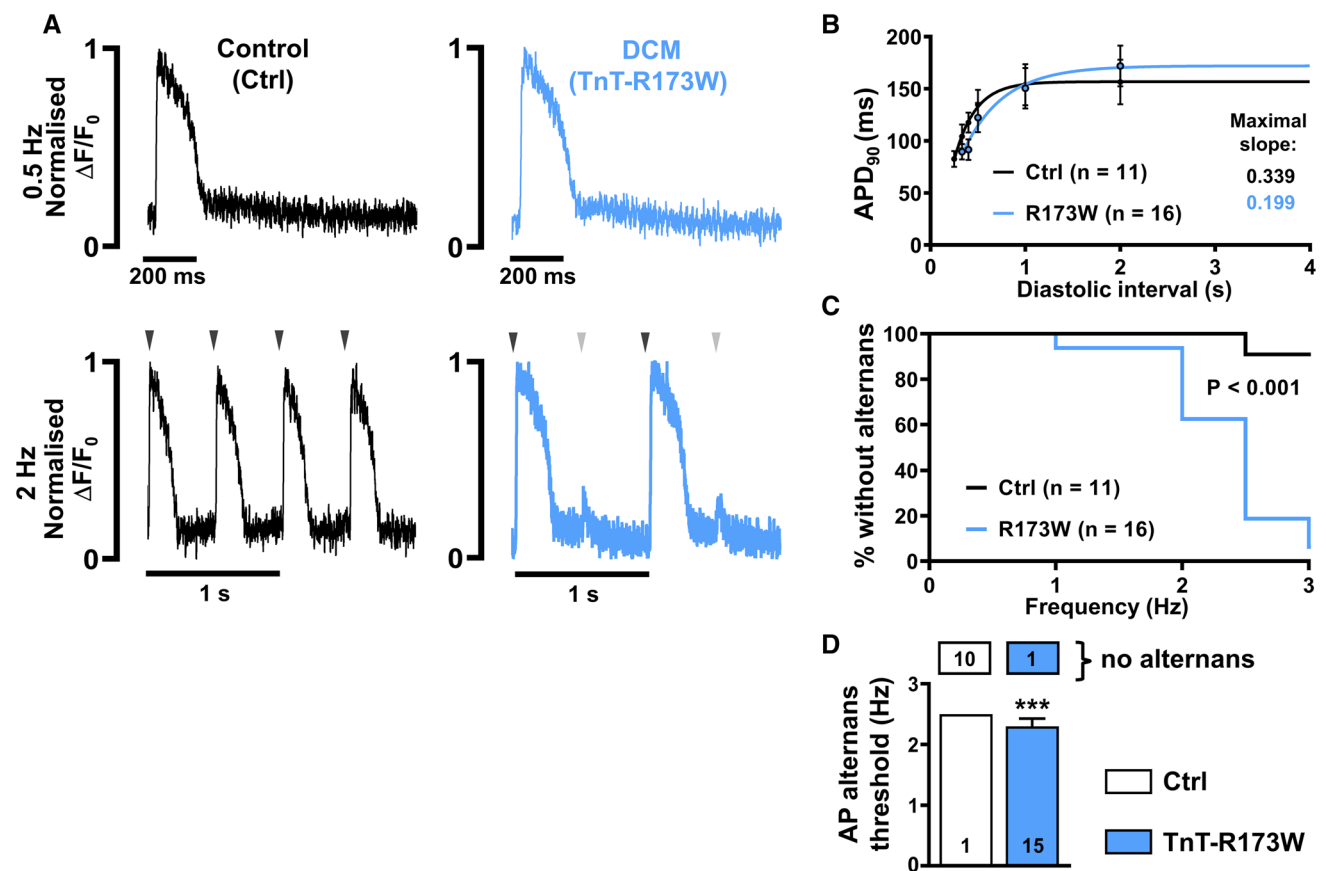 A
Control
(Ctrl)
DCM
(TnT-R173W)
0.5 Hz
Normalised
ΔF/F0
1
0
1
0
200 ms
200 ms
2 Hz
Normalised
ΔF/F0
1
0
1
0
1 s
1 s
B
APD90 (ms)
200
150
100
50
0
0 1 2 3 4
Diastolic interval (s)
Ctrl (n = 11)
R173W (n = 16)
Maximal
slope:
0.339
0.199
C
% without alternans
100
80
60
40
20
0
0 1 2 3
Frequency (Hz)
P < 0.001
Ctrl (n = 11)
R173W (n = 16)
D
10 1 } no alternans
AP alternans
threshold (Hz)
3
2
1
0
***
1 15
Ctrl
TnT-R173W